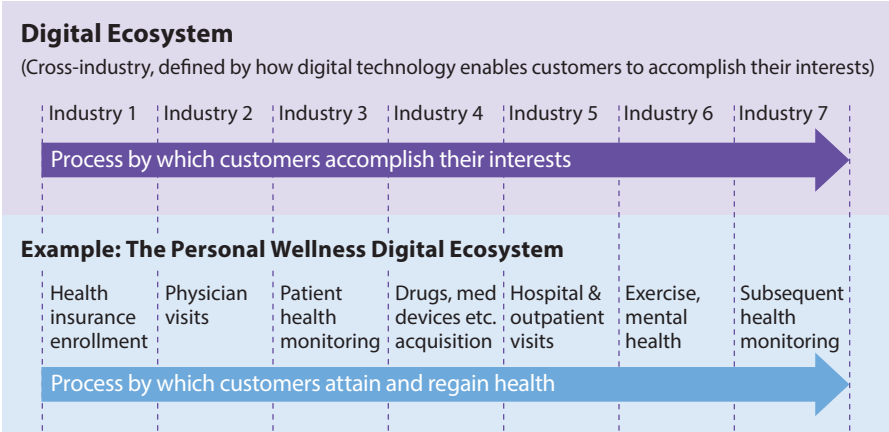 Digital Ecosystem
(Cross-industry, defined by how digital technology enables customers to accomplish their interests)
Industry 1 Industry 2 Industry 3 Industry 4 Industry 5 Industry 6 Industry 7
Process by which customers accomplish their interests
Example: The Personal Wellness Digital Ecosystem
Health
insurance
enrollment
Physician
visits
Patient
health
monitoring
Drugs, med
devices etc.
acquisition
Hospital &
outpatient
visits
Exercise,
mental
health
Subsequent
health
monitoring
Process by which customers attain and regain health